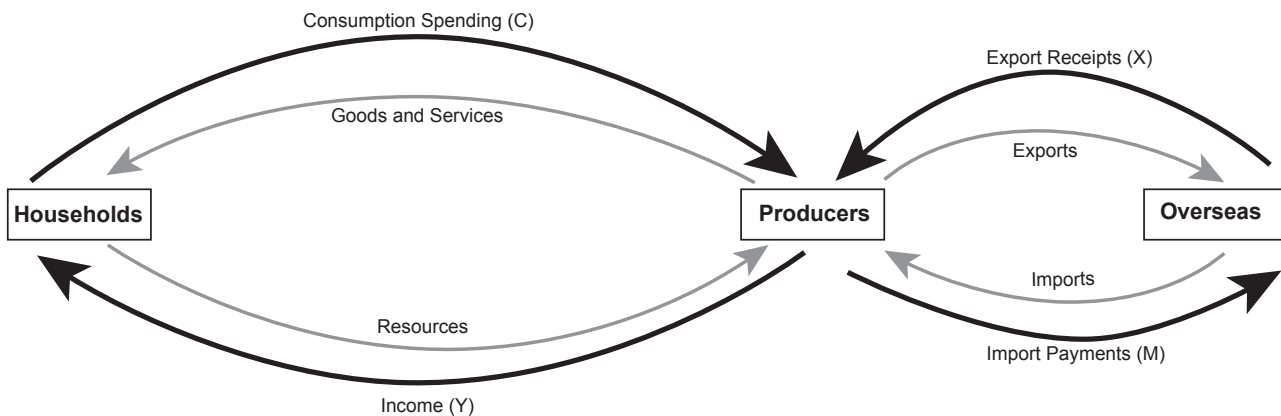 Consumption Spending (C)
Export Receipts (X)
Goods and Services
Exports
Households
Producers
Overseas
Imports
Resources
Import Payments (M)
Income (Y)